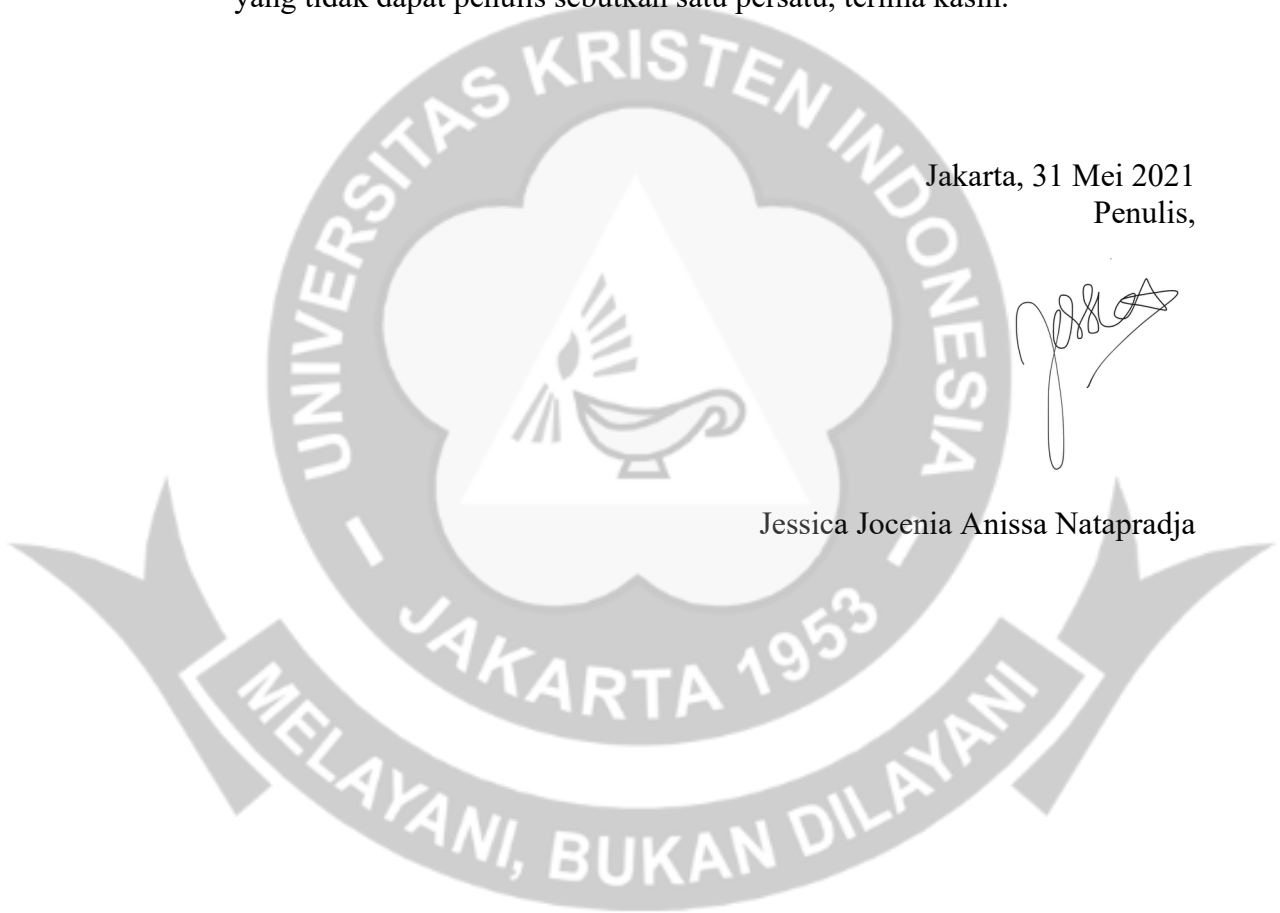 yang tidak dapat penulis sebutkan satu persatu, terima kasih.
UNIVERSITAS KRISTEN INDONESIA
Jakarta, 31 Mei 2021
Penulis,
Jessica
Jessica Jocenia Anissa Natapradja
- JAKARTA 1953 -
MELAYANI, BUKAN DILAYANI